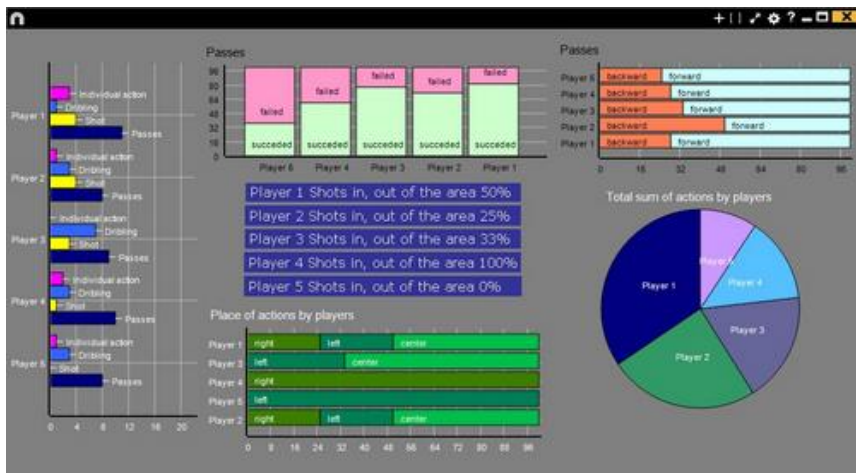 + [ ] ? X
Player 1
Individual action
Dribling
Shot
Passes
Player 2
Individual action
Dribling
Shot
Passes
Player 3
Individual action
Dribling
Shot
Passes
Player 4
Individual action
Dribling
Shot
Passes
Player 5
Individual action
Dribling
Shot
Passes
0 4 8 12 16 20
Passes
96
80
64
48
32
16
0
failed failed failed failed failed
succeded succeded succeded succeded succeded
Player 5 Player 4 Player 3 Player 2 Player 1
Player 1 Shots in, out of the area 50%
Player 2 Shots in, out of the area 25%
Player 3 Shots in, out of the area 33%
Player 4 Shots in, out of the area 100%
Player 5 Shots in, out of the area 0%
Place of actions by players
Player 1 right left center
Player 3 left center
Player 4 right
Player 5 left
Player 2 right left center
0 8 16 24 32 40 48 56 64 72 80 88 96
Passes
Player 5 backward forward
Player 4 backward forward
Player 3 backward forward
Player 2 backward forward
Player 1 backward forward
0 16 32 48 64 80 96
Total sum of actions by players
Player 5
Player 4
Player 1
Player 3
Player 2